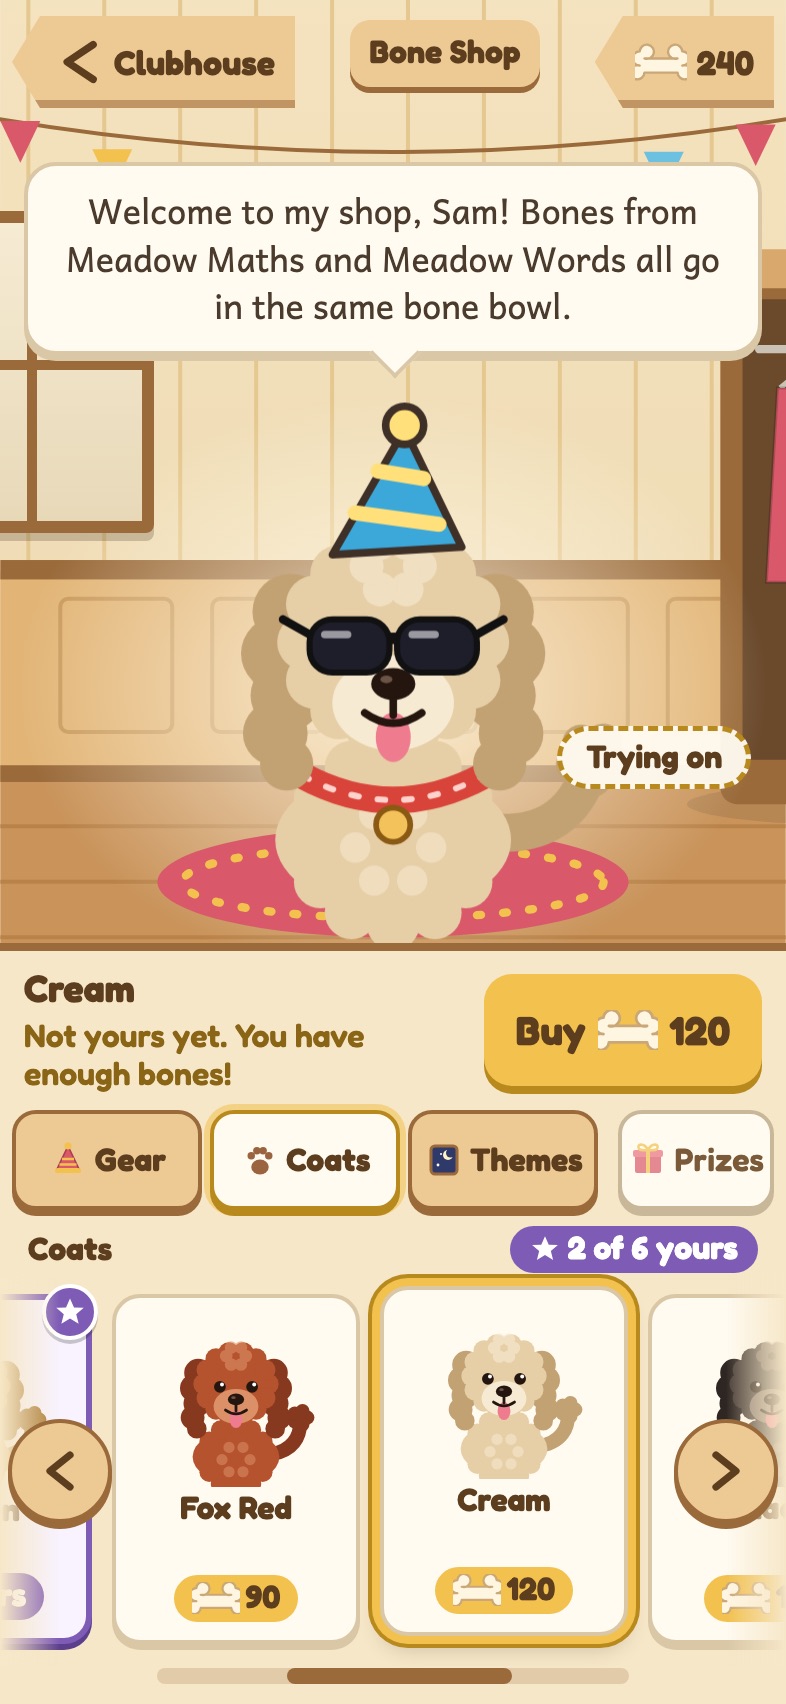 Clubhouse
Bone Shop
240
Welcome to my shop, Sam! Bones from
Meadow Maths and Meadow Words all go
in the same bone bowl.
Trying on
Cream
Not yours yet. You have
enough bones!
Buy 120
Gear
Coats
Themes
Prizes
Coats
2 of 6 yours
Fox Red
Cream
90
120